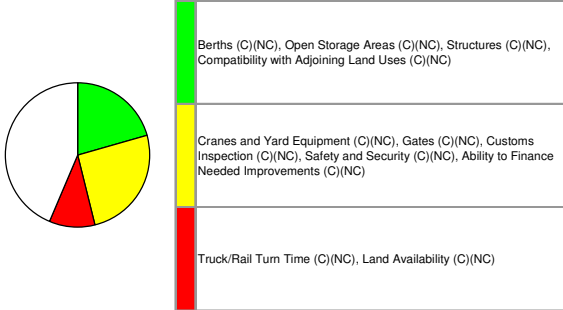 Berths (C)(NC), Open Storage Areas (C)(NC), Structures (C)(NC),
Compatibility with Adjoining Land Uses (C)(NC)
Cranes and Yard Equipment (C)(NC), Gates (C)(NC), Customs
Inspection (C)(NC), Safety and Security (C)(NC), Ability to Finance
Needed Improvements (C)(NC)
Truck/Rail Turn Time (C)(NC), Land Availability (C)(NC)